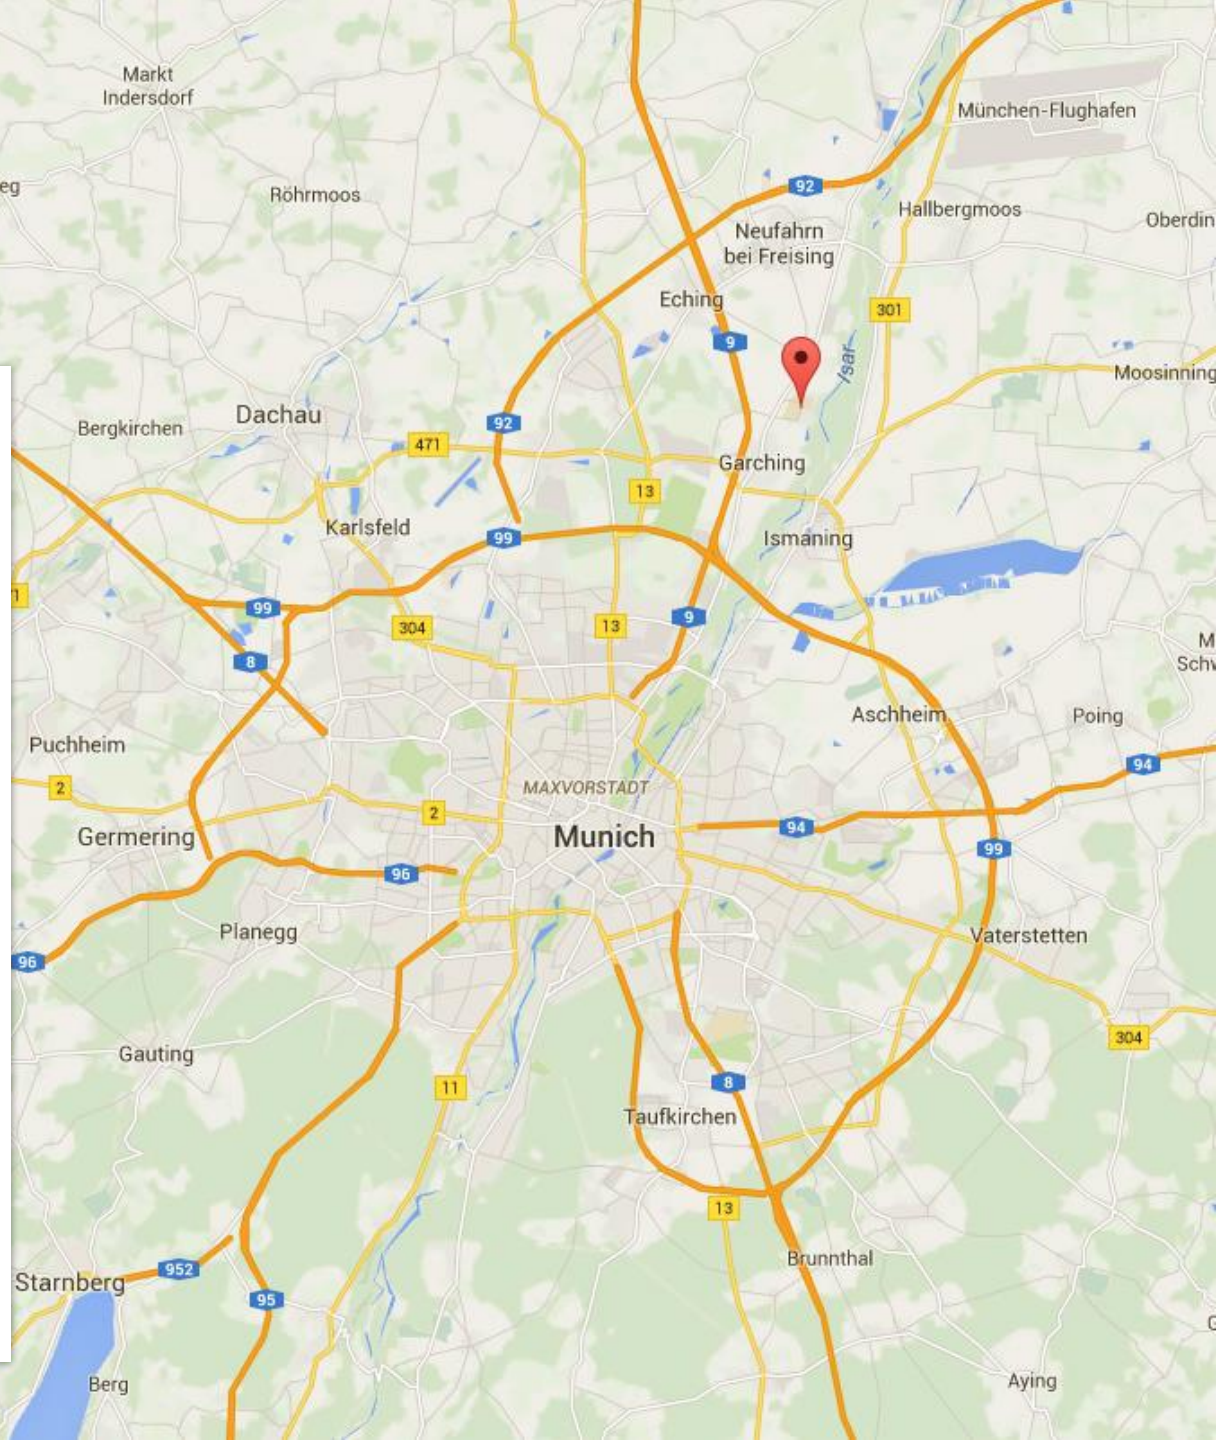 Markt
Indersdorf
München-Flughafen
Röhrmoos
92
Hallbergmoos
Oberdin
Neufahrn
bei Freising
Eching
301
9
Isar
Moosinning
Dachau
Bergkirchen
92
471
Garching
13
Karlsfeld
99
Ismaning
99
304
13
9
8
Aschheim
Poing
Puchheim
94
2
MAXVORSTADT
2
Germering
Munich
94
99
96
Planegg
Vaterstetten
96
304
Gauting
11
8
Taufkirchen
13
Brunnthal
952
Starnberg
95
Berg
Aying